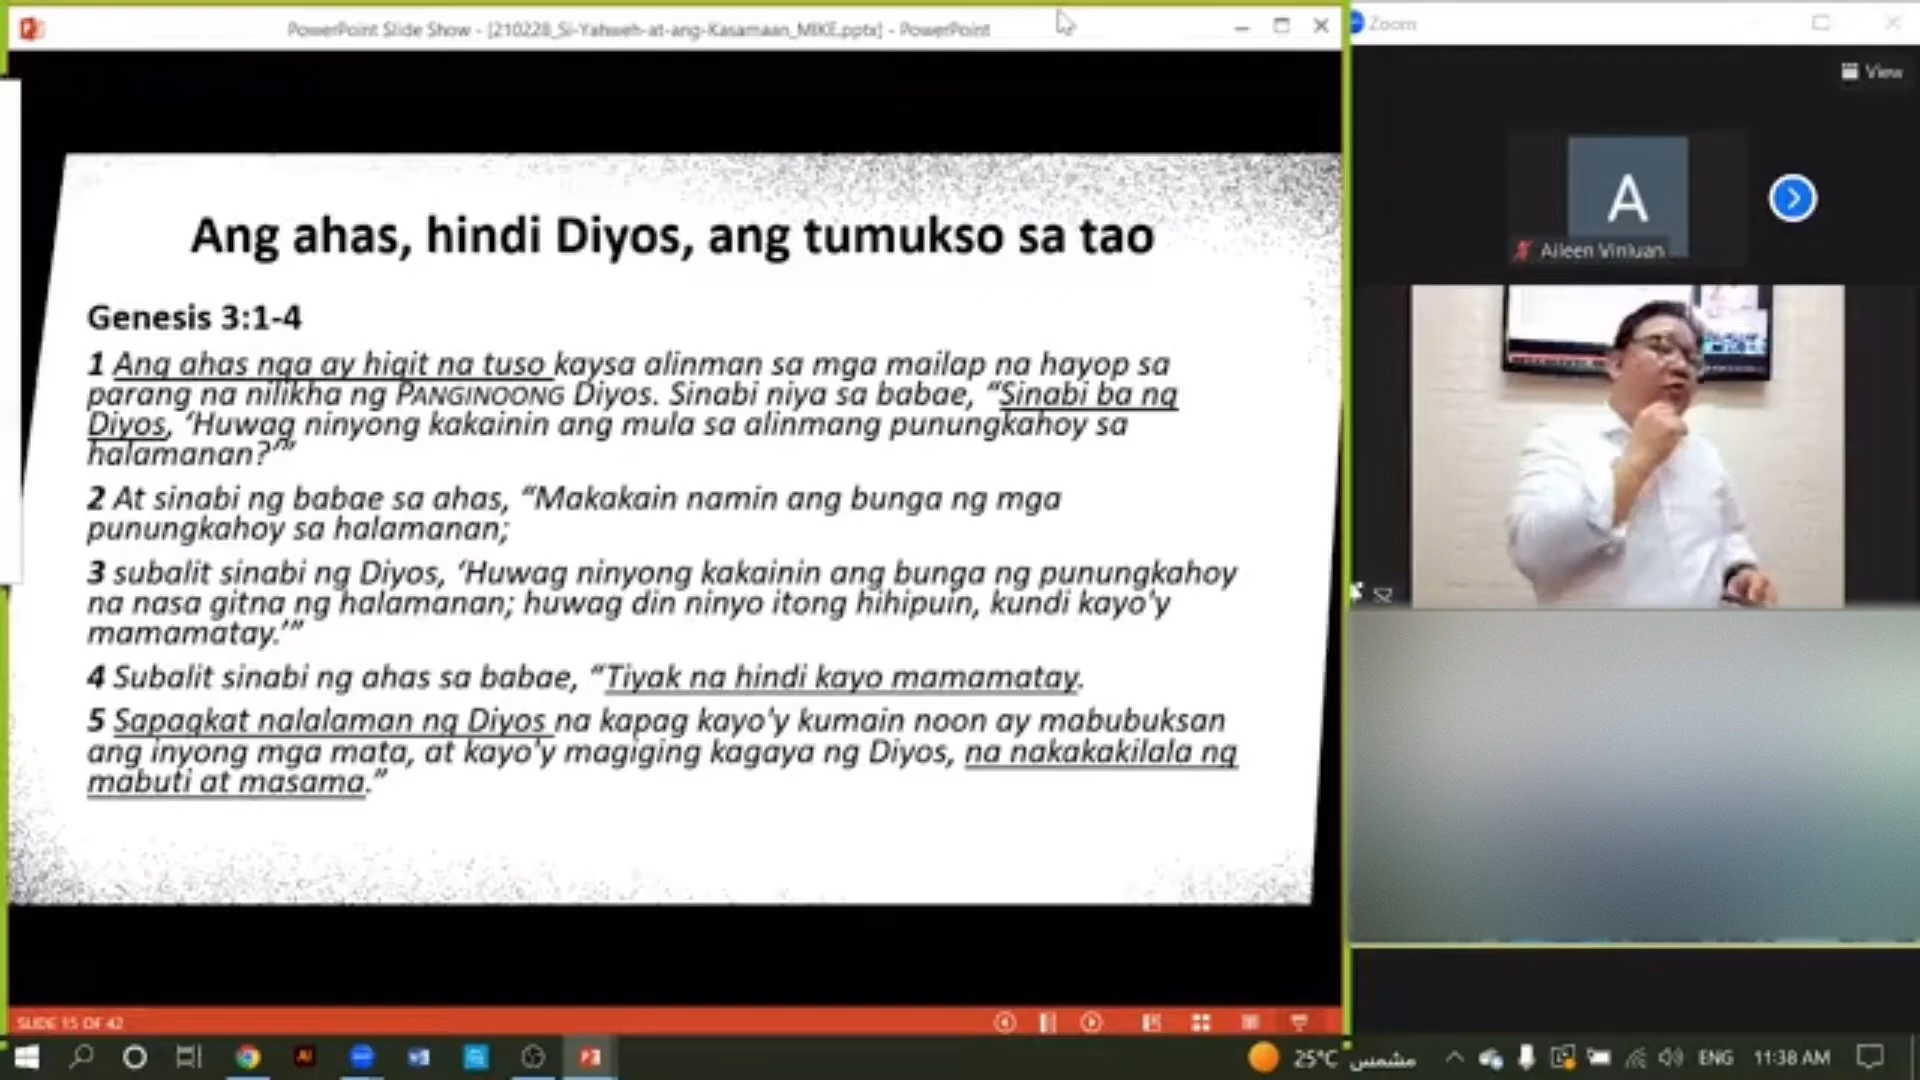 PowerPoint Slide Show - [210228_Si-Yahweh-at-ang-Kasamaan_MIKE.pptx] - PowerPoint
Zoom
View
A
Aileen Vinluan
Ang ahas, hindi Diyos, ang tumukso sa tao
Genesis 3:1-4
1 Ang ahas nga ay higit na tuso kaysa alinman sa mga mailap na hayop sa
parang na nilikha ng PANGINOONG Diyos. Sinabi niya sa babae, “Sinabi ba ng
Diyos, ‘Huwag ninyong kakainin ang mula sa alinmang punungkahoy sa
halamanan?’”
2 At sinabi ng babae sa ahas, “Makakain namin ang bunga ng mga
punungkahoy sa halamanan;
3 subalit sinabi ng Diyos, ‘Huwag ninyong kakainin ang bunga ng punungkahoy
na nasa gitna ng halamanan; huwag din ninyo itong hihipuin, kundi kayo'y
mamamatay.’”
4 Subalit sinabi ng ahas sa babae, “Tiyak na hindi kayo mamamatay.
5 Sapagkat nalalaman ng Diyos na kapag kayo'y kumain noon ay mabubuksan
ang inyong mga mata, at kayo'y magiging kagaya ng Diyos, na nakakakilala ng
mabuti at masama.”
SLIDE 15 OF 42
25°C مشمس
ENG
11:38 AM